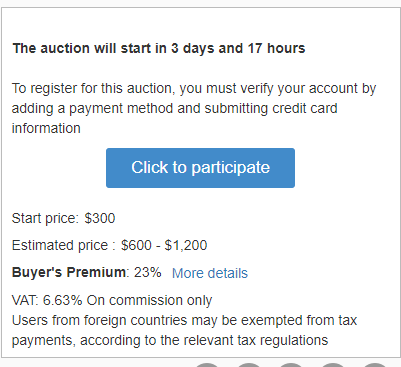 The auction will start in 3 days and 17 hours
To register for this auction, you must verify your account by
adding a payment method and submitting credit card
information
Click to participate
Start price: $300
Estimated price : $600 - $1,200
Buyer's Premium: 23% More details
VAT: 6.63% On commission only
Users from foreign countries may be exempted from tax
payments, according to the relevant tax regulations